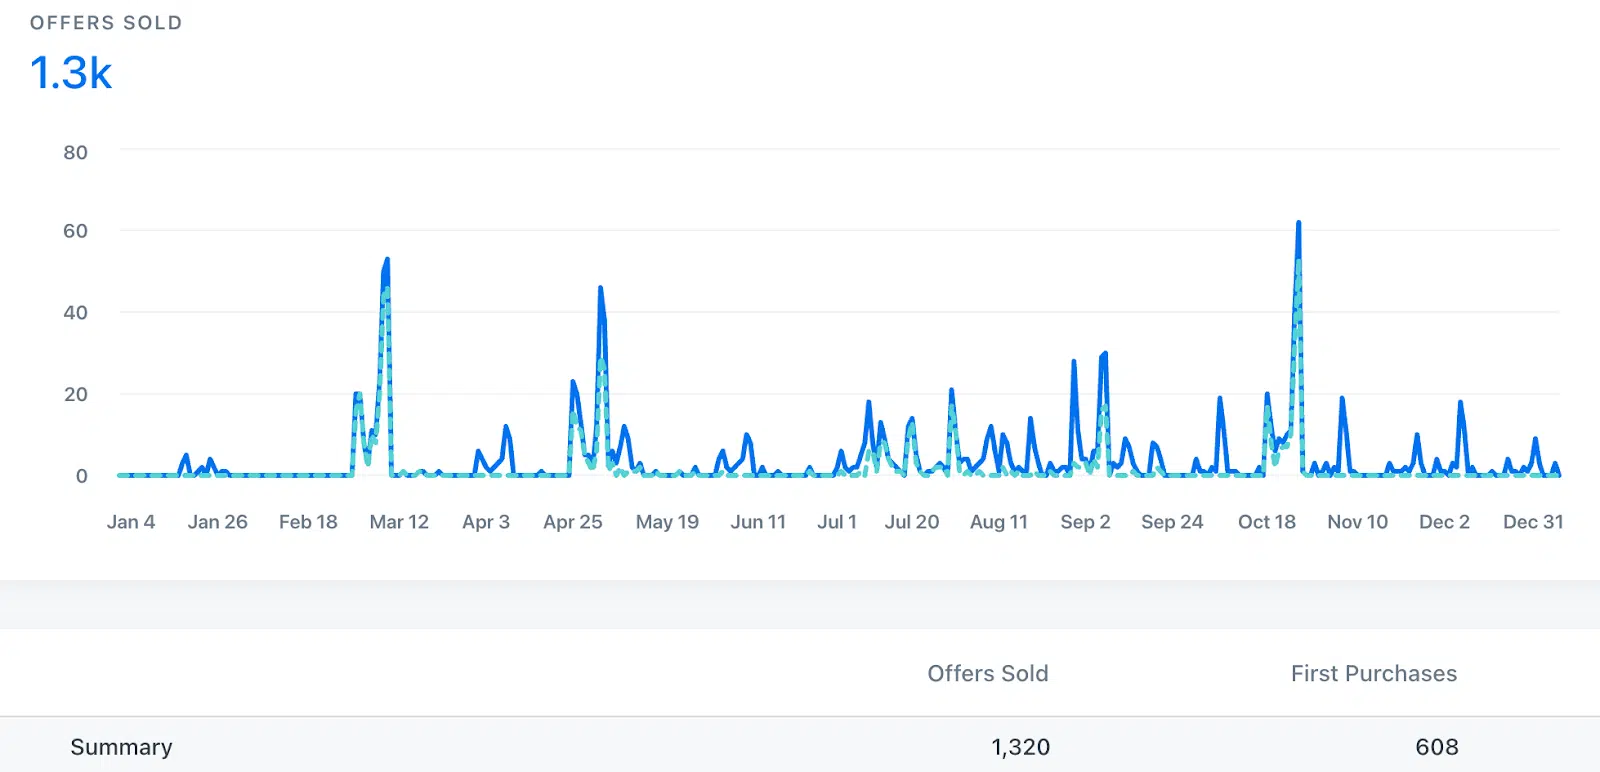 OFFERS SOLD
1.3k
80
60
40
20
0
Jan 4 Jan 26 Feb 18 Mar 12 Apr 3 Apr 25 May 19 Jun 11 Jul 1 Jul 20 Aug 11 Sep 2 Sep 24 Oct 18 Nov 10 Dec 2 Dec 31
Offers Sold First Purchases
Summary 1,320 608